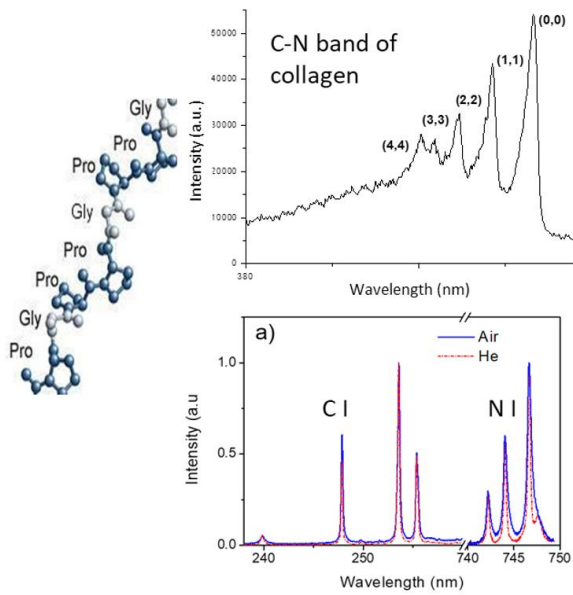 Gly
Pro
Pro
Gly
Pro
Pro
Gly
Pro
C-N band of
collagen
(0,0)
(1,1)
(2,2)
(3,3)
(4,4)
Intensity (a.u.)
50000
40000
30000
20000
10000
0
380
Wavelength (nm)
a)
Air
He
C I
N I
Intensity (a.u
1.0
0.5
0.0
240
250
740
745
750
Wavelength (nm)